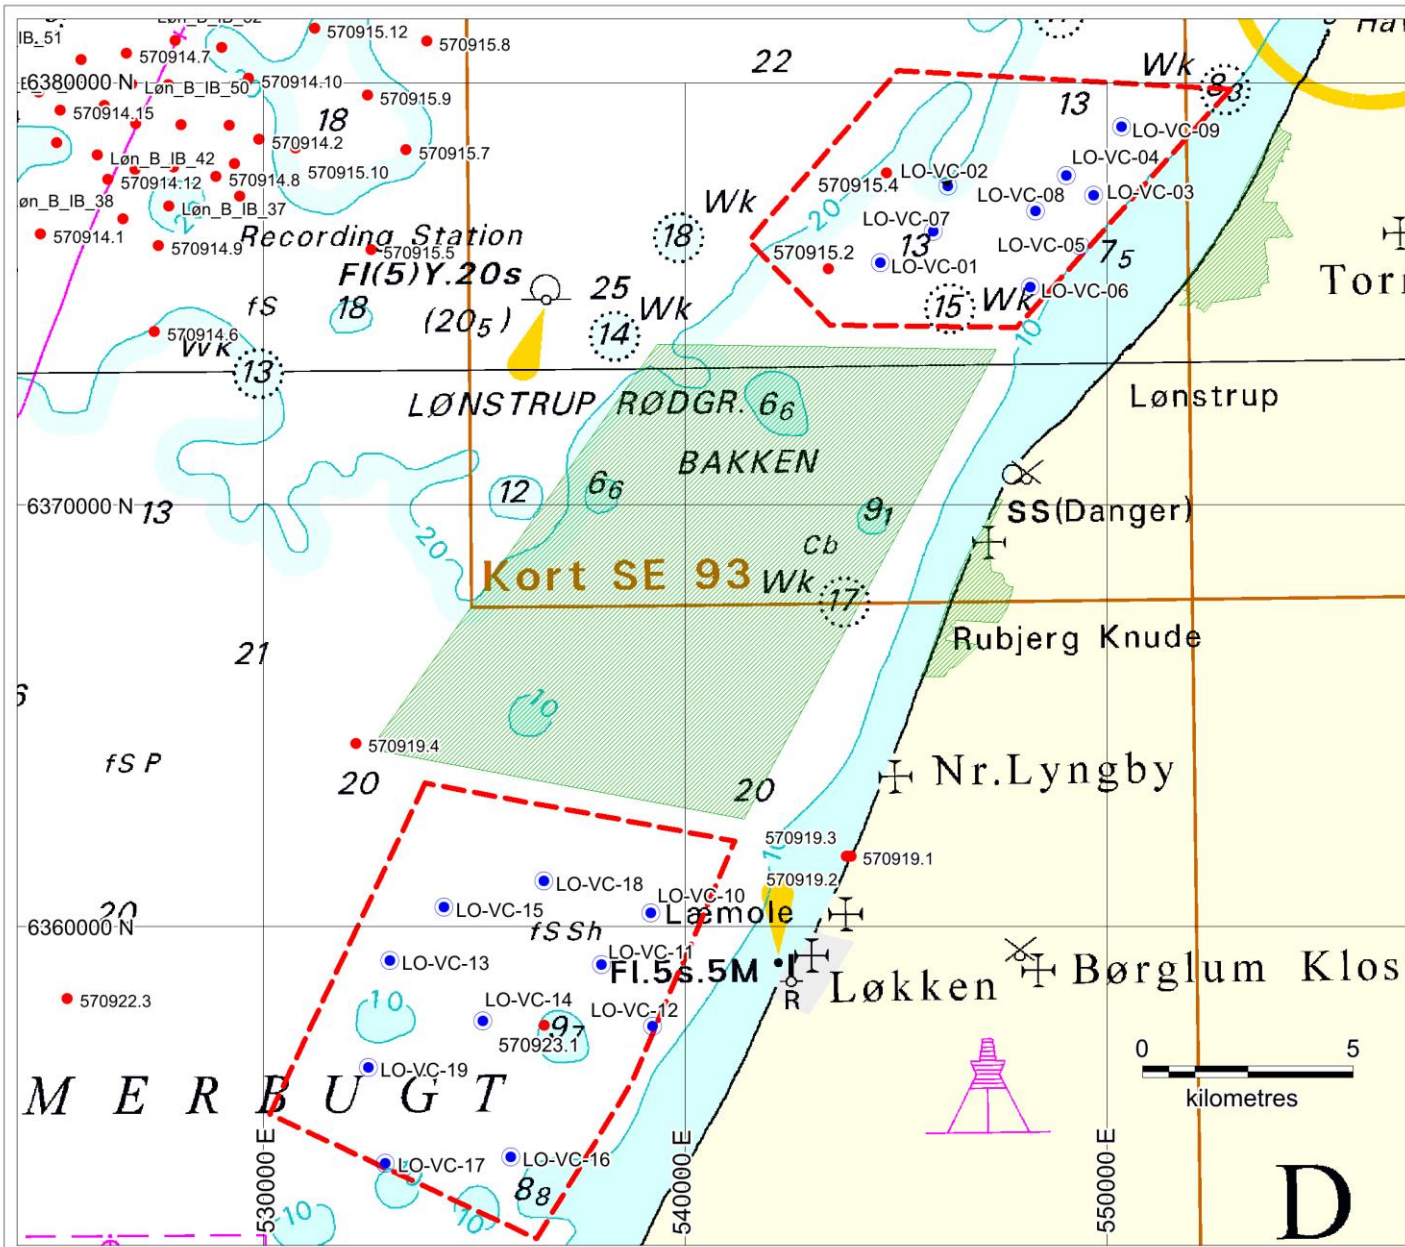 570915.12
570915.8
570914.7
6380000 N
570914.10
Løn_B_IB_50
570915.9
570914.15
22
Wk
8₃
13
18
570914.2
570915.7
LO-VC-09
Løn_B_IB_42
570915.10
570914.12
570914.8
570915.4
LO-VC-02
LO-VC-04
LO-VC-08
LO-VC-03
Løn_B_IB_37
20
Wk
18
20
LO-VC-07
13
570914.1
570914.9
Recording Station
570915.5
LO-VC-05
7₅
Fl(5)Y.20s
570915.2
LO-VC-01
LO-VC-06
(20₅)
25
Wk
14
15
Wk
fS
18
570914.6
Wk
13
10
LØNSTRUP RØDGR.
6₆
Lønstrup
BAKKEN
12
6₆
9₁
6370000 N
13
SS(Danger)
20
Cb
Kort SE 93
Wk
17
21
Rubjerg Knude
10
570919.4
fS P
20
20
Nr.Lyngby
10
570919.3
570919.1
570919.2
LO-VC-18
LO-VC-15
LO-VC-10
Læmole
20
6360000 N
fS Sh
LO-VC-13
LO-VC-11
Fl.5s.5M
R
Løkken
Børglum Klos
570922.3
10
LO-VC-14
9₇
LO-VC-12
570923.1
LO-VC-19
0 5
kilometres
M E R B U G T
LO-VC-17
LO-VC-16
8₈
10
10
10
530000 E
540000 E
550000 E
D